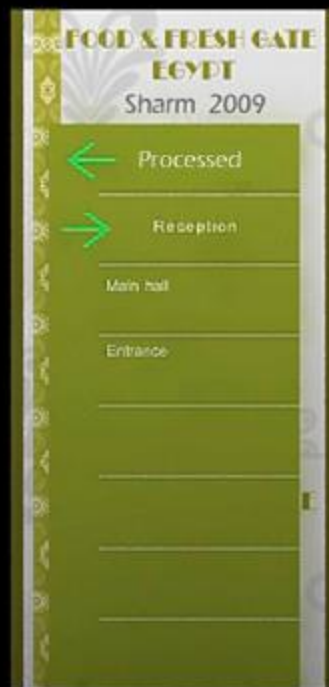 FOOD & FRESH GATE
EGYPT
Sharm 2009
Processed
Reception
Main hall
Entrance